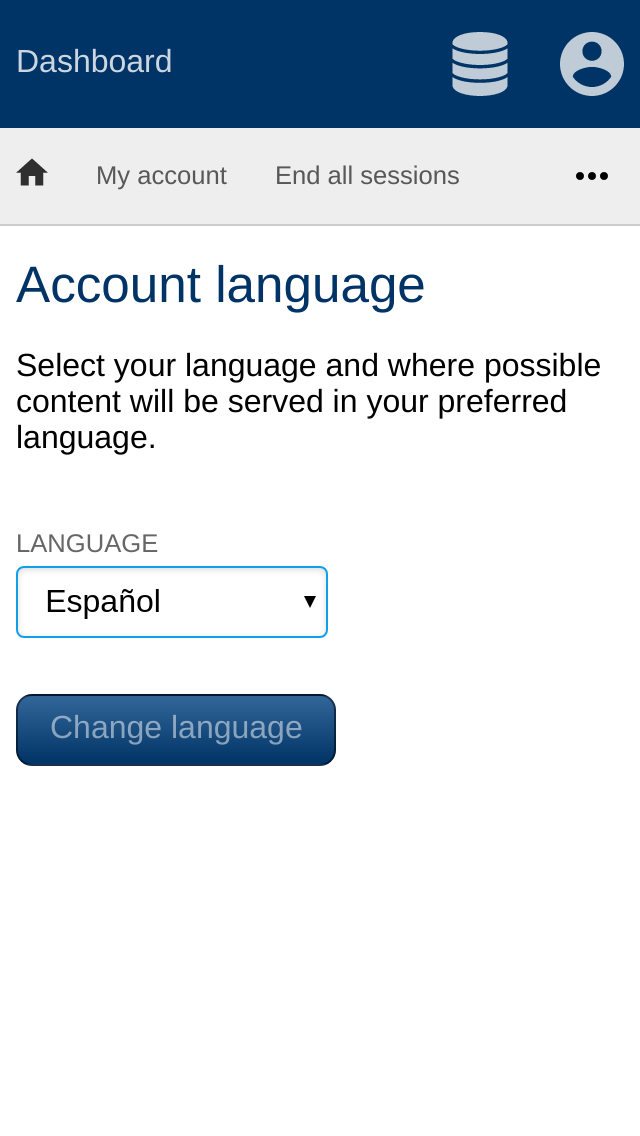 Dashboard
My account End all sessions
Account language
Select your language and where possible
content will be served in your preferred
language.
LANGUAGE
Español
Change language